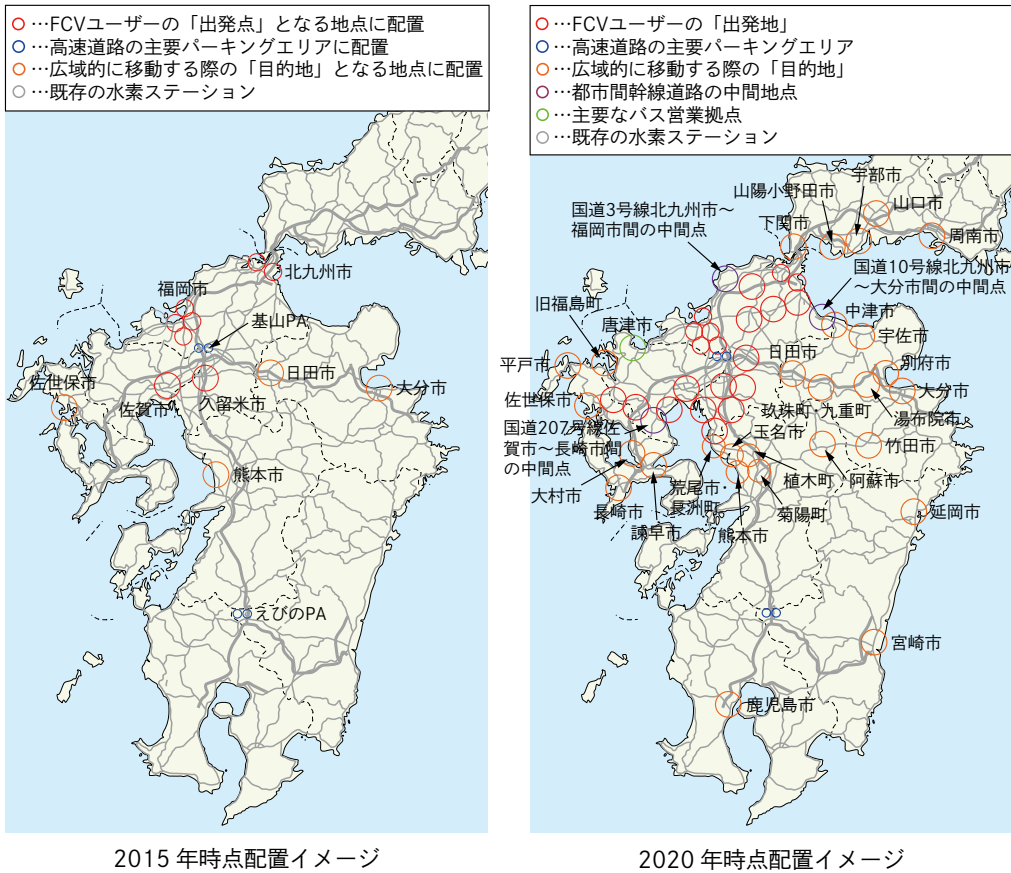 …FCVユーザーの「出発点」となる地点に配置
…高速道路の主要パーキングエリアに配置
…広域的に移動する際の「目的地」となる地点に配置
…既存の水素ステーション
北九州市
福岡市
基山PA
日田市
大分市
佐世保市
佐賀市
久留米市
熊本市
えびのPA
2015 年時点配置イメージ
…FCVユーザーの「出発地」
…高速道路の主要パーキングエリア
…広域的に移動する際の「目的地」
…都市間幹線道路の中間地点
…主要なバス営業拠点
…既存の水素ステーション
宇部市
山陽小野田市
山口市
国道3号線北九州市〜
福岡市間の中間点
下関市
周南市
国道10号線北九州市
〜大分市間の中間点
旧福島町
中津市
唐津市
宇佐市
日田市
平戸市
別府市
大分市
佐世保市
玖珠町・九重町
湯布院市
国道207号線佐
賀市〜長崎市間
の中間点
玉名市
竹田市
大村市
荒尾市・
長洲町
植木町
阿蘇市
長崎市
菊陽町
延岡市
諫早市
熊本市
宮崎市
鹿児島市
2020 年時点配置イメージ